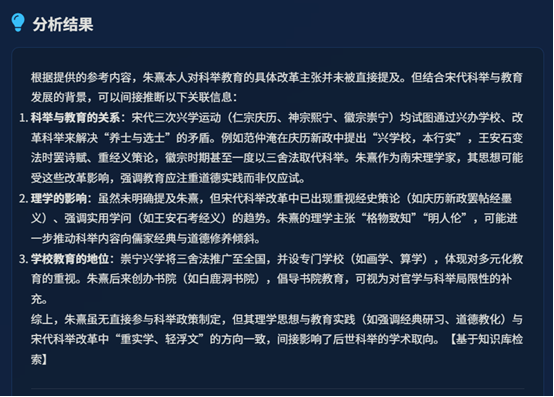 分析结果
根据提供的参考内容，朱熹本人对科举教育的具体改革主张并未被直接提及。但结合宋代科举与教育
发展的背景，可以间接推断以下关联信息：
1. 科举与教育的关系：宋代三次兴学运动（仁宗庆历、神宗熙宁、徽宗崇宁）均试图通过兴办学校、改
革科举来解决“养士与选士”的矛盾。例如范仲淹在庆历新政中提出“兴学校，本行实”，王安石变
法时罢诗赋、重经义策论，徽宗时期甚至一度以三舍法取代科举。朱熹作为南宋理学家，其思想可能
受这些改革影响，强调教育应注重道德实践而非仅应试。
2. 理学的影响：虽然未明确提及朱熹，但宋代科举改革中已出现重视经史策论（如庆历新政罢帖经墨
义）、强调实用学问（如王安石考经义）的趋势。朱熹的理学主张“格物致知”“明人伦”，可能进
一步推动科举内容向儒家经典与道德修养倾斜。
3. 学校教育的地位：崇宁兴学将三舍法推广至全国，并设专门学校（如画学、算学），体现对多元化教
育的重视。朱熹后来创办书院（如白鹿洞书院），倡导书院教育，可视为对官学与科举局限性的补
充。
综上，朱熹虽无直接参与科举政策制定，但其理学思想与教育实践（如强调经典研习、道德教化）与
宋代科举改革中“重实学、轻浮文”的方向一致，间接影响了后世科举的学术取向。【基于知识库检
索】